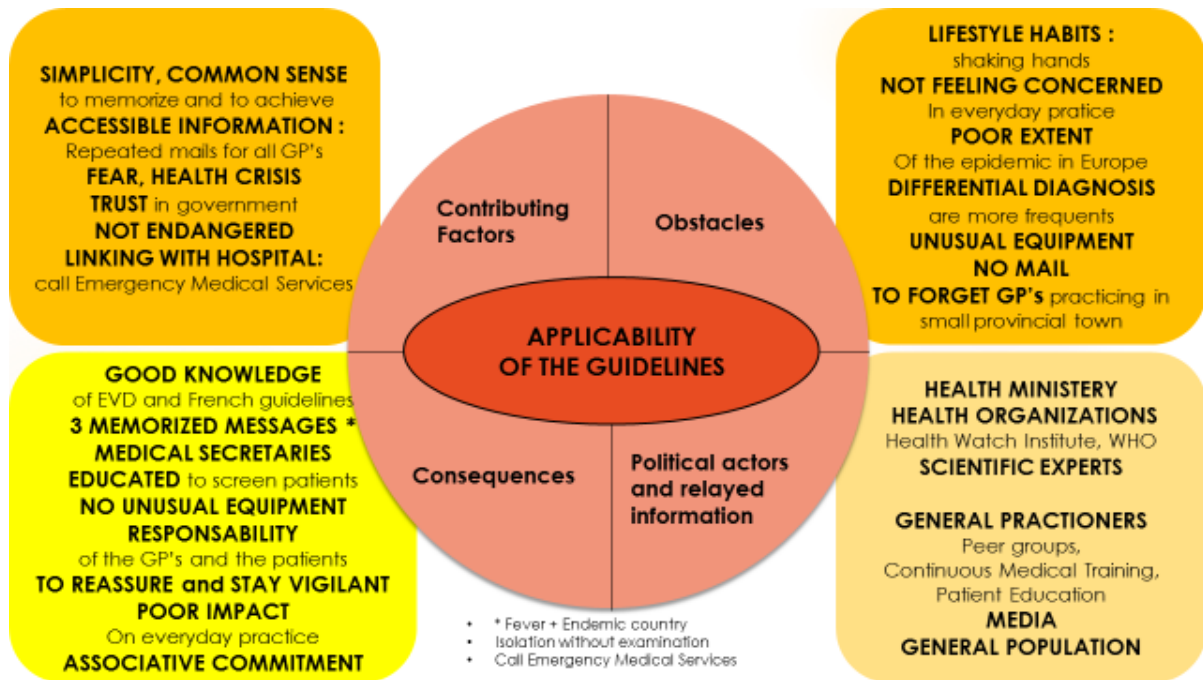 SIMPLICITY, COMMON SENSE
to memorize and to achieve
ACCESSIBLE INFORMATION :
Repeated mails for all GP's
FEAR, HEALTH CRISIS
TRUST in government
NOT ENDANGERED
LINKING WITH HOSPITAL:
call Emergency Medical Services
LIFESTYLE HABITS :
shaking hands
NOT FEELING CONCERNED
In everyday pratice
POOR EXTENT
Of the epidemic in Europe
DIFFERENTIAL DIAGNOSIS
are more frequents
UNUSUAL EQUIPMENT
NO MAIL
TO FORGET GP's practicing in
small provincial town
Contributing
Factors
Obstacles
APPLICABILITY
OF THE GUIDELINES
Consequences
Political actors
and relayed
information
GOOD KNOWLEDGE
of EVD and French guidelines
3 MEMORIZED MESSAGES *
MEDICAL SECRETARIES
EDUCATED to screen patients
NO UNUSUAL EQUIPMENT
RESPONSABILITY
of the GP's and the patients
TO REASSURE and STAY VIGILANT
POOR IMPACT
On everyday practice
ASSOCIATIVE COMMITMENT
HEALTH MINISTERY
HEALTH ORGANIZATIONS
Health Watch Institute, WHO
SCIENTIFIC EXPERTS
GENERAL PRACTIONERS
Peer groups,
Continuous Medical Training,
Patient Education
MEDIA
GENERAL POPULATION
• * Fever + Endemic country
• Isolation without examination
• Call Emergency Medical Services